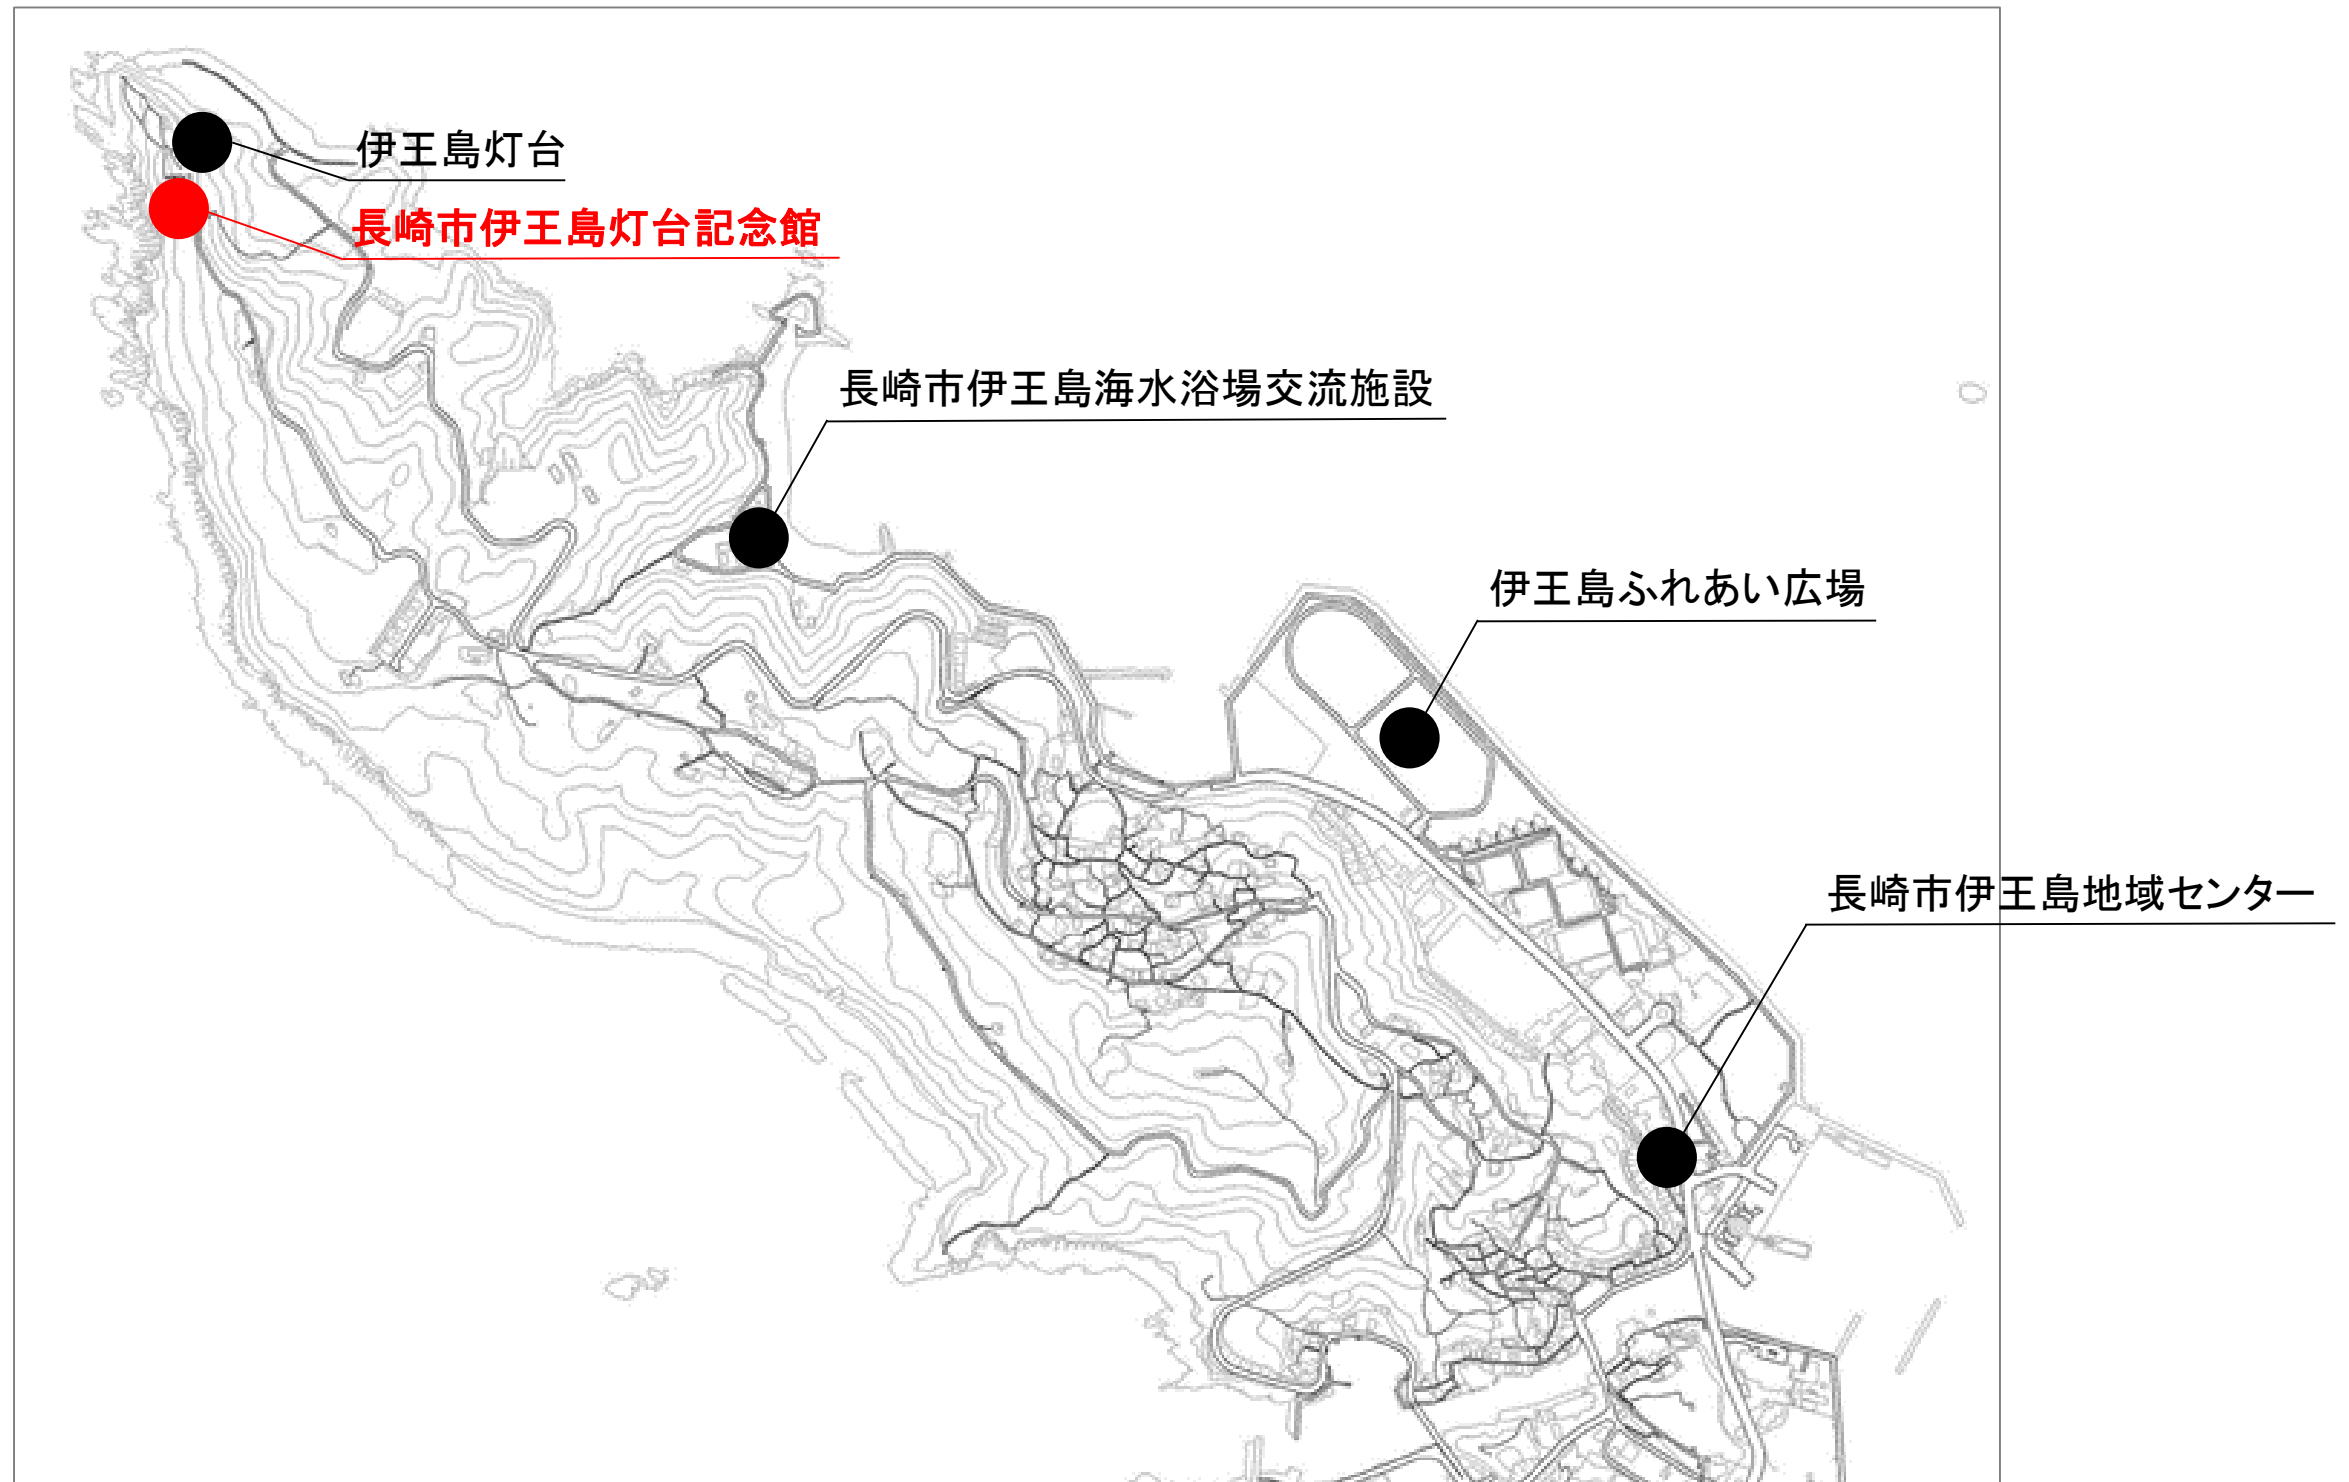 伊王島灯台
長崎市伊王島灯台記念館
長崎市伊王島海水浴場交流施設
伊王島ふれあい広場
長崎市伊王島地域センター